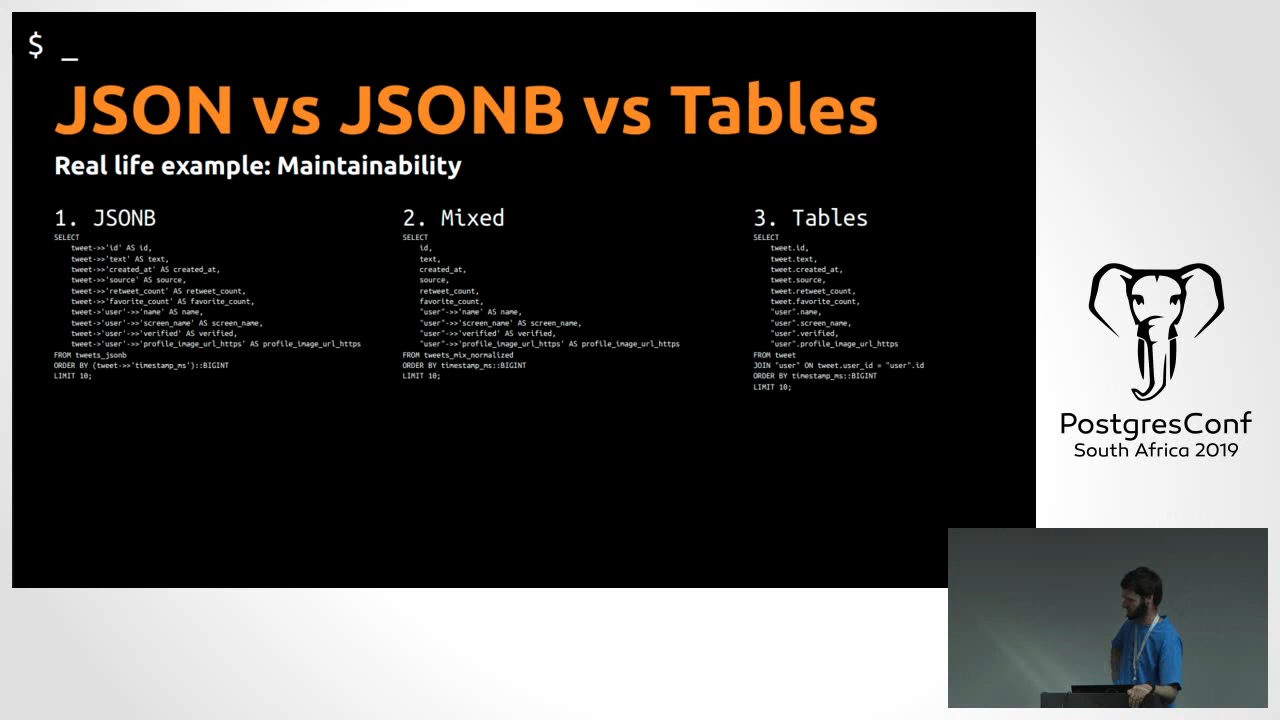 $ _
JSON vs JSONB vs Tables
Real life example: Maintainability
1. JSONB
SELECT
tweet->>'id' AS id,
tweet->>'text' AS text,
tweet->>'created_at' AS created_at,
tweet->>'source' AS source,
tweet->>'retweet_count' AS retweet_count,
tweet->>'favorite_count' AS favorite_count,
tweet->'user'->>'name' AS name,
tweet->'user'->>'screen_name' AS screen_name,
tweet->'user'->>'verified' AS verified,
tweet->'user'->>'profile_image_url_https' AS profile_image_url_https
FROM tweets_jsonb
ORDER BY (tweet->>'timestamp_ms')::BIGINT
LIMIT 10;
2. Mixed
SELECT
id,
text,
created_at,
source,
retweet_count,
favorite_count,
"user"->>'name' AS name,
"user"->>'screen_name' AS screen_name,
"user"->>'verified' AS verified,
"user"->>'profile_image_url_https' AS profile_image_url_https
FROM tweets_mix_normalized
ORDER BY timestamp_ms::BIGINT
LIMIT 10;
3. Tables
SELECT
tweet.id,
tweet.text,
tweet.created_at,
tweet.source,
tweet.retweet_count,
tweet.favorite_count,
"user".name,
"user".screen_name,
"user".verified,
"user".profile_image_url_https
FROM tweet
JOIN "user" ON tweet.user_id = "user".id
ORDER BY timestamp_ms::BIGINT
LIMIT 10;
PostgresConf
South Africa 2019